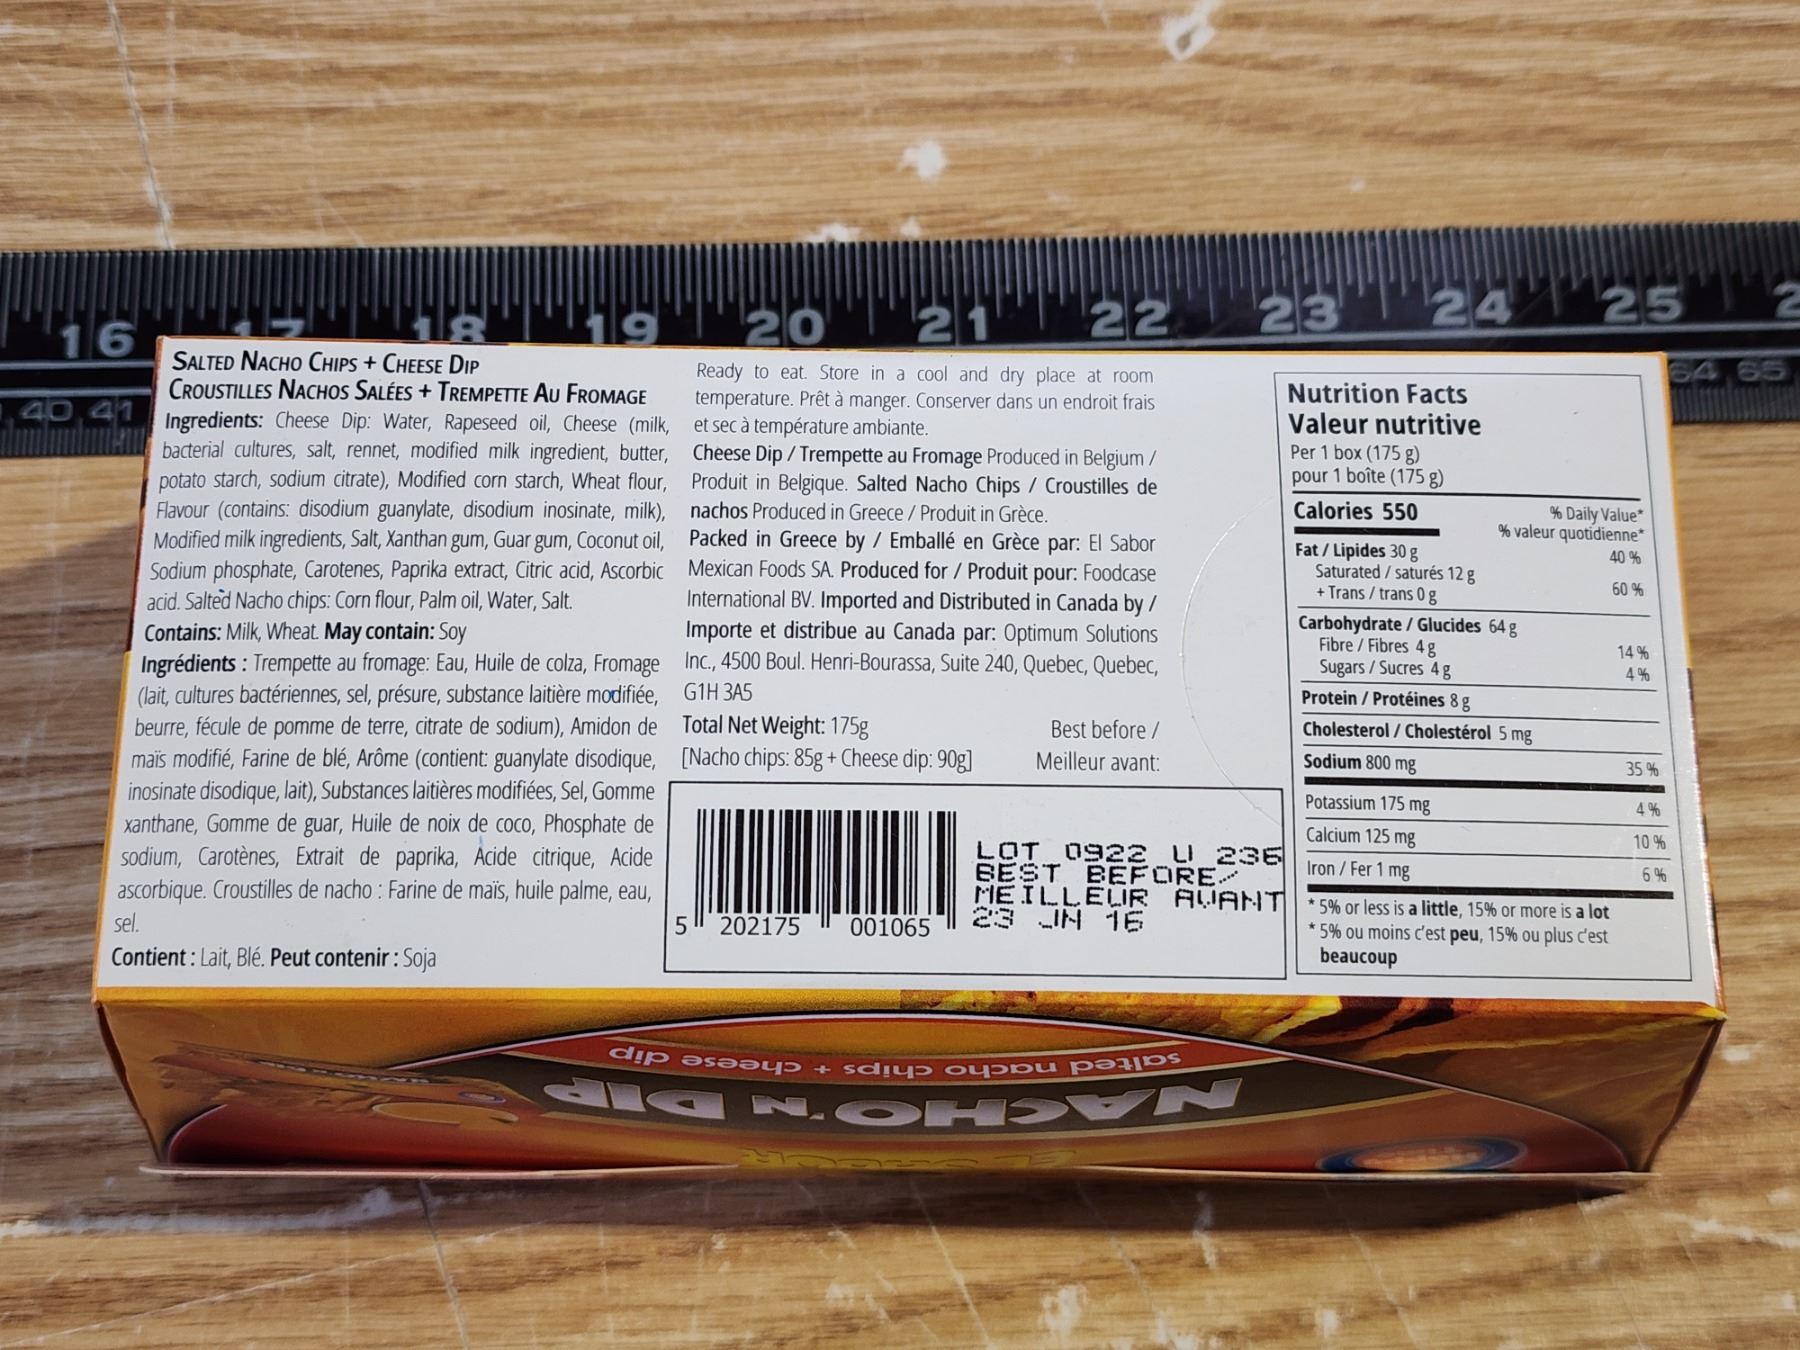 16 17 18 19 20 21 22 23 24 25 2
40 41
64 65
SALTED NACHO CHIPS + CHEESE DIP
CROUSTILLES NACHOS SALÉES + TREMPETTE AU FROMAGE
Ingredients: Cheese Dip: Water, Rapeseed oil, Cheese (milk,
bacterial cultures, salt, rennet, modified milk ingredient, butter,
potato starch, sodium citrate), Modified corn starch, Wheat flour,
Flavour (contains: disodium guanylate, disodium inosinate, milk),
Modified milk ingredients, Salt, Xanthan gum, Guar gum, Coconut oil,
Sodium phosphate, Carotenes, Paprika extract, Citric acid, Ascorbic
acid. Salted Nacho chips: Corn flour, Palm oil, Water, Salt.
Contains: Milk, Wheat. May contain: Soy
Ingrédients : Trempette au fromage: Eau, Huile de colza, Fromage
(lait, cultures bactériennes, sel, présure, substance laitière modifiée,
beurre, fécule de pomme de terre, citrate de sodium), Amidon de
maïs modifié, Farine de blé, Arôme (contient: guanylate disodique,
inosinate disodique, lait), Substances laitières modifiées, Sel, Gomme
xanthane, Gomme de guar, Huile de noix de coco, Phosphate de
sodium, Carotènes, Extrait de paprika, Acide citrique, Acide
ascorbique. Croustilles de nacho : Farine de maïs, huile palme, eau,
sel.
Contient : Lait, Blé. Peut contenir : Soja
Ready to eat. Store in a cool and dry place at room
temperature. Prêt à manger. Conserver dans un endroit frais
et sec à température ambiante.
Cheese Dip / Trempette au Fromage Produced in Belgium /
Produit in Belgique. Salted Nacho Chips / Croustilles de
nachos Produced in Greece / Produit in Grèce.
Packed in Greece by / Emballé en Grèce par: El Sabor
Mexican Foods SA. Produced for / Produit pour: Foodcase
International BV. Imported and Distributed in Canada by /
Importe et distribue au Canada par: Optimum Solutions
Inc., 4500 Boul. Henri-Bourassa, Suite 240, Quebec, Quebec,
G1H 3A5
Total Net Weight: 175g
[Nacho chips: 85g + Cheese dip: 90g]
Best before /
Meilleur avant:
5 202175 001065
LOT 0922 U 236
BEST BEFORE/
MEILLEUR AVANT
23 JN 16
Nutrition Facts
Valeur nutritive
Per 1 box (175 g)
pour 1 boîte (175 g)
Calories 550
% Daily Value*
% valeur quotidienne*
Fat / Lipides 30 g 40 %
Saturated / saturés 12 g
+ Trans / trans 0 g 60 %
Carbohydrate / Glucides 64 g
Fibre / Fibres 4 g 14 %
Sugars / Sucres 4 g 4 %
Protein / Protéines 8 g
Cholesterol / Cholestérol 5 mg
Sodium 800 mg 35 %
Potassium 175 mg 4 %
Calcium 125 mg 10 %
Iron / Fer 1 mg 6 %
* 5% or less is a little, 15% or more is a lot
* 5% ou moins c'est peu, 15% ou plus c'est
beaucoup
EL SABOR
NACHO'N DIP
salted nacho chips + cheese dip